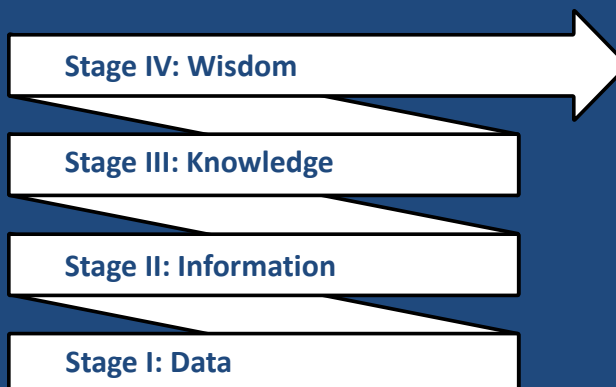 Stage IV: Wisdom
Stage III: Knowledge
Stage II: Information
Stage I: Data